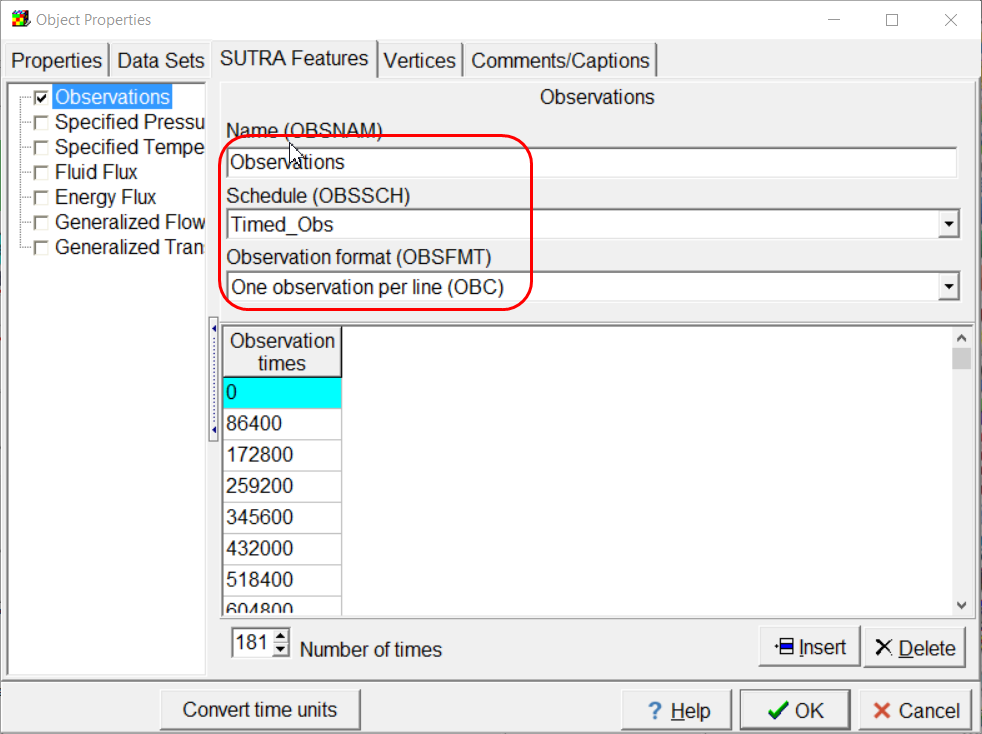 Object Properties
Properties
Data Sets
SUTRA Features
Vertices
Comments/Captions
Observations
Specified Pressu
Specified Tempe
Fluid Flux
Energy Flux
Generalized Flow
Generalized Tran
Observations
Name (OBSNAM)
Observations
Schedule (OBSSCH)
Timed_Obs
Observation format (OBSFMT)
One observation per line (OBC)
Observation
times
0
86400
172800
259200
345600
432000
518400
604800
181
Number of times
Insert
Delete
Convert time units
? Help
OK
Cancel